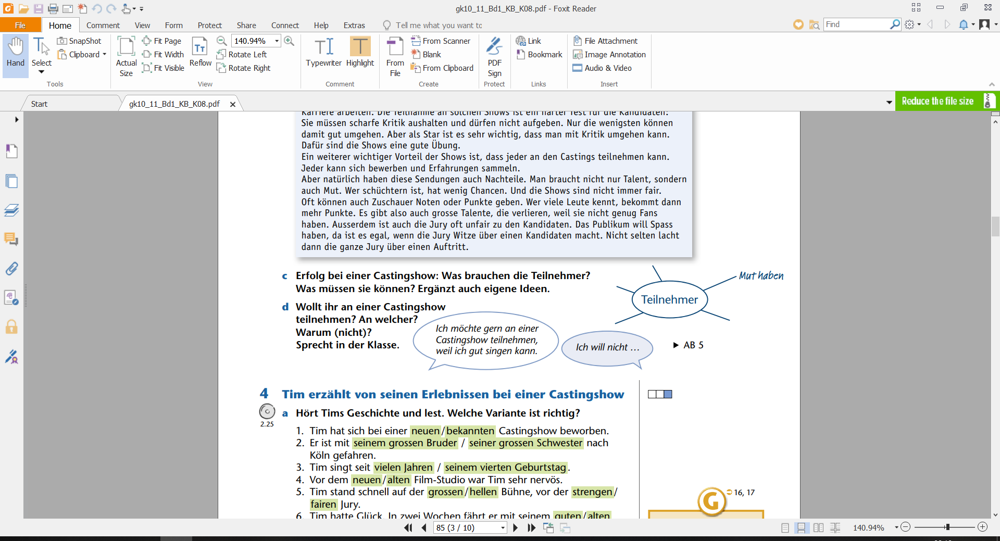 gk10_11_Bd1_KB_K08.pdf - Foxit Reader
File Home Comment View Form Protect Share Connect Help Extras Tell me what you want to Find
Hand
Select
SnapShot
Clipboard
Tools
Actual
Size
Fit Page
Fit Width
Fit Visible
Reflow
140.94%
Rotate Left
Rotate Right
View
Typewriter
Highlight
Comment
From
File
From Scanner
Blank
From Clipboard
Create
PDF
Sign
Protect
Link
Bookmark
Links
File Attachment
Image Annotation
Audio & Video
Insert
Start
gk10_11_Bd1_KB_K08.pdf
Reduce the file size
Karriere arbeiten. Die Teilnahme an solchen Shows ist ein harter Test für die Kandidaten:
Sie müssen scharfe Kritik aushalten und dürfen nicht aufgeben. Nur die wenigsten können
damit gut umgehen. Aber als Star ist es sehr wichtig, dass man mit Kritik umgehen kann.
Dafür sind die Shows eine gute Übung.
Ein weiterer wichtiger Vorteil der Shows ist, dass jeder an den Castings teilnehmen kann.
Jeder kann sich bewerben und Erfahrungen sammeln.
Aber natürlich haben diese Sendungen auch Nachteile. Man braucht nicht nur Talent, sondern
auch Mut. Wer schüchtern ist, hat wenig Chancen. Und die Shows sind nicht immer fair.
Oft können auch Zuschauer Noten oder Punkte geben. Wer viele Leute kennt, bekommt dann
mehr Punkte. Es gibt also auch grosse Talente, die verlieren, weil sie nicht genug Fans
haben. Ausserdem ist auch die Jury oft unfair zu den Kandidaten. Das Publikum will Spass
haben, da ist es egal, wenn die Jury Witze über einen Kandidaten macht. Nicht selten lacht
dann die ganze Jury über einen Auftritt.
c Erfolg bei einer Castingshow: Was brauchen die Teilnehmer?
Was müssen sie können? Ergänzt auch eigene Ideen.
Mut haben
Teilnehmer
d Wollt ihr an einer Castingshow
teilnehmen? An welcher?
Warum (nicht)?
Sprecht in der Klasse.
Ich möchte gern an einer
Castingshow teilnehmen,
weil ich gut singen kann.
Ich will nicht ...
▶ AB 5
4 Tim erzählt von seinen Erlebnissen bei einer Castingshow
2.25
a Hört Tims Geschichte und lest. Welche Variante ist richtig?
1. Tim hat sich bei einer neuen/bekannten Castingshow beworben.
2. Er ist mit seinem grossen Bruder / seiner grossen Schwester nach
Köln gefahren.
3. Tim singt seit vielen Jahren / seinem vierten Geburtstag.
4. Vor dem neuen/alten Film-Studio war Tim sehr nervös.
5. Tim stand schnell auf der grossen/hellen Bühne, vor der strengen/
fairen Jury.
6. Tim hatte Glück. In zwei Wochen fährt er mit seinem guten/alten
G
16, 17
85 (3 / 10)
140.94%